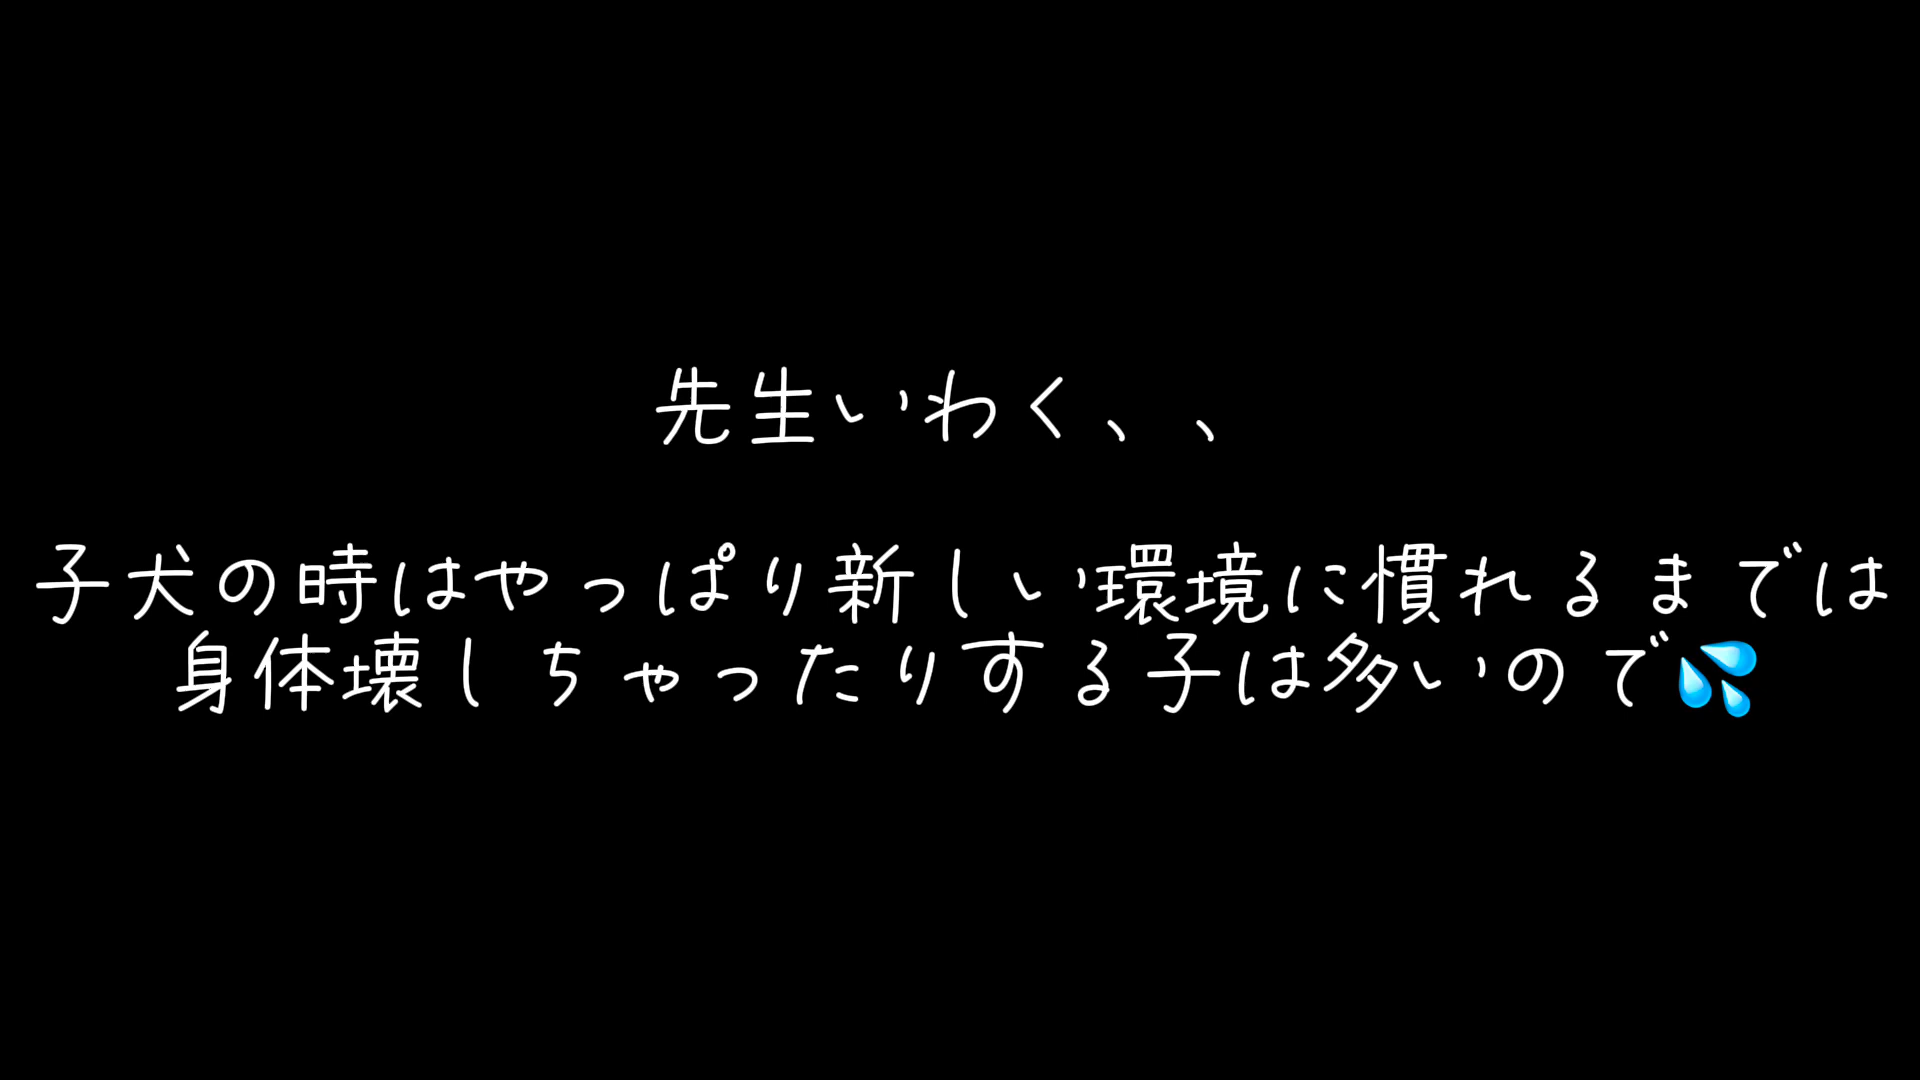 先生いわく、、
子犬の時はやっぱり新しい環境に慣れるまでは
身体壊しちゃったりする子は多いので💦